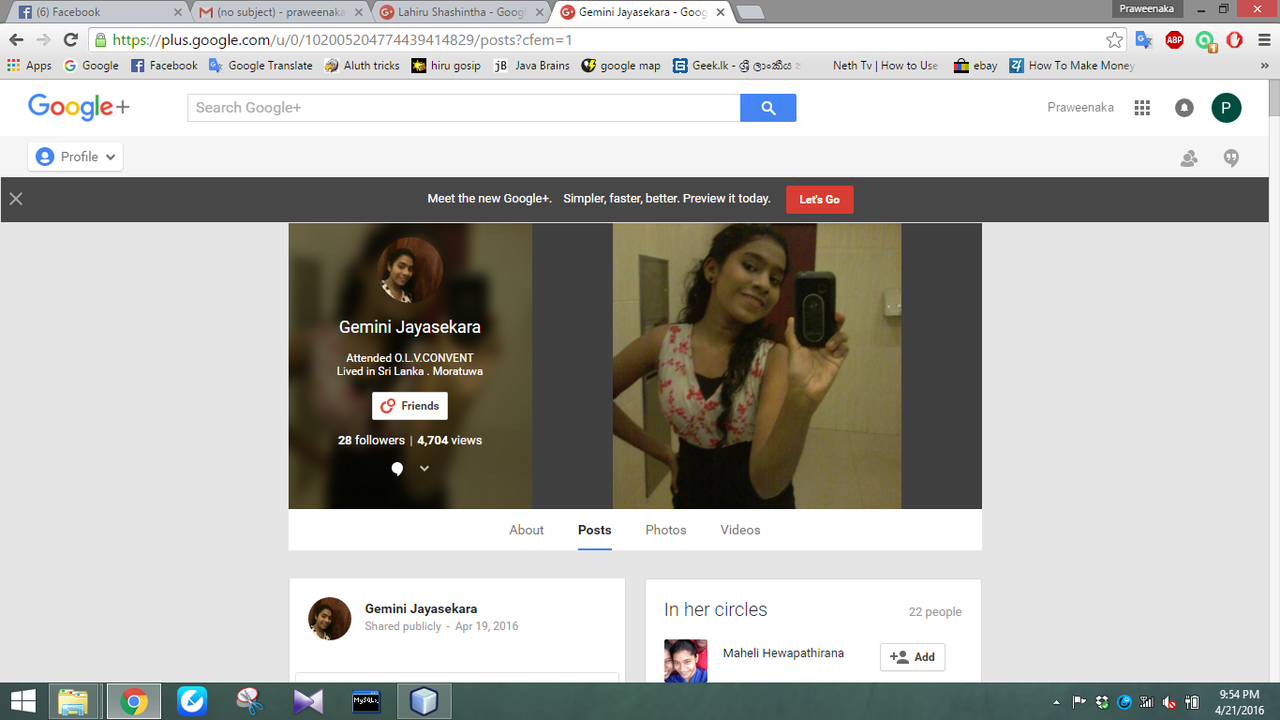 (6) Facebook
(no subject) - praweenaka
Lahiru Shashintha - Goog
Gemini Jayasekara - Goog
Praweenaka
https://plus.google.com/u/0/102005204774439414829/posts?cfem=1
ABP
1
Apps Google Facebook Google Translate Aluth tricks hiru gossip jB Java Brains google map Geek.lk - ශ්‍රී ලාංකීය Neth Tv | How to Use ebay How To Make Money »
Google+
Search Google+
Praweenaka
P
Profile
Meet the new Google+. Simpler, faster, better. Preview it today. Let's Go
Gemini Jayasekara
Attended O.L.V.CONVENT
Lived in Sri Lanka . Moratuwa
Friends
28 followers | 4,704 views
About Posts Photos Videos
Gemini Jayasekara
Shared publicly - Apr 19, 2016
In her circles 22 people
Maheli Hewapathirana Add
MySQL
9:54 PM
4/21/2016